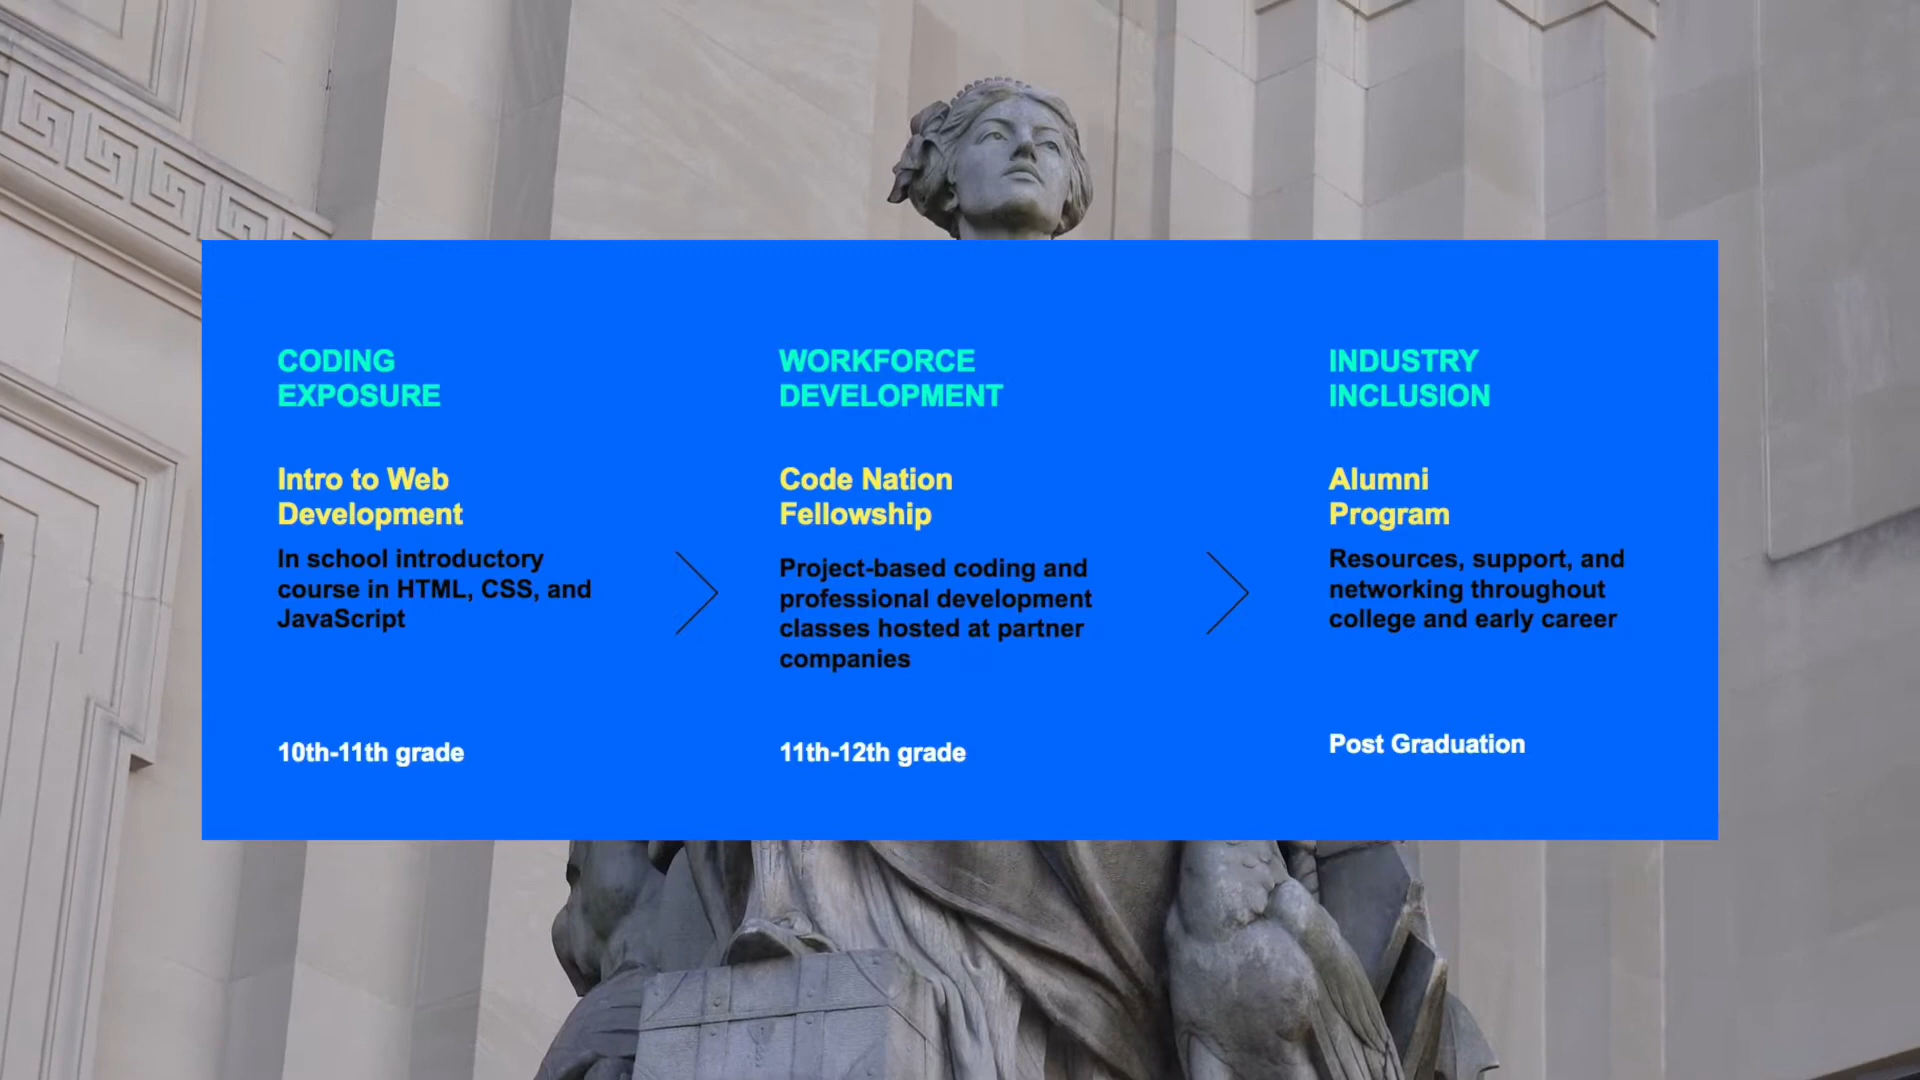 CODING
EXPOSURE
Intro to Web
Development
In school introductory
course in HTML, CSS, and
JavaScript
10th-11th grade
WORKFORCE
DEVELOPMENT
Code Nation
Fellowship
Project-based coding and
professional development
classes hosted at partner
companies
11th-12th grade
INDUSTRY
INCLUSION
Alumni
Program
Resources, support, and
networking throughout
college and early career
Post Graduation